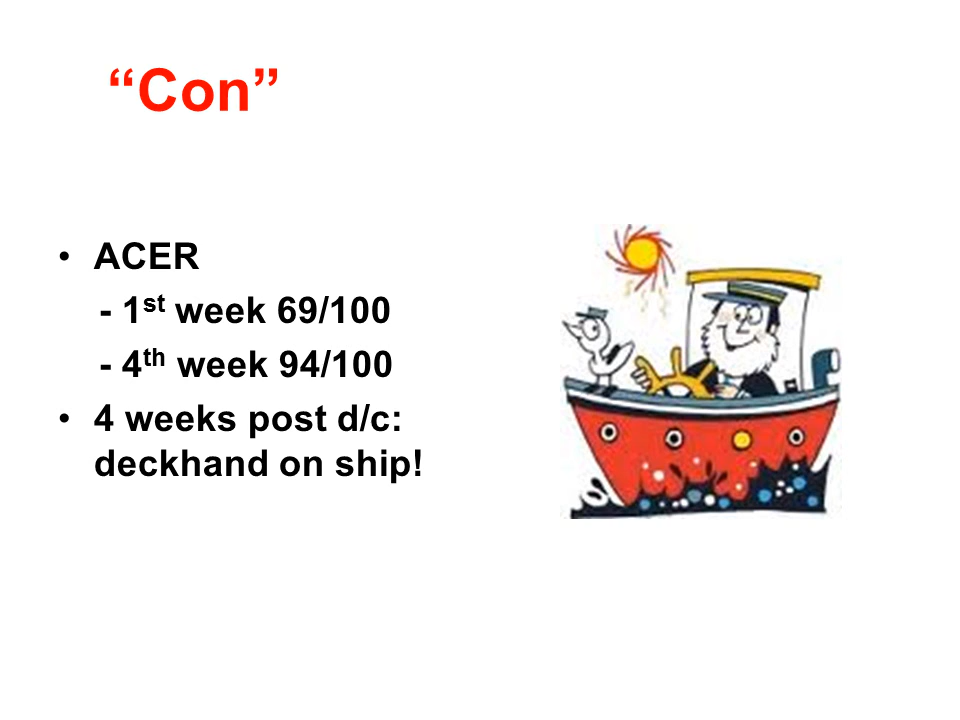 “Con”
• ACER
- 1st week 69/100
- 4th week 94/100
• 4 weeks post d/c:
deckhand on ship!